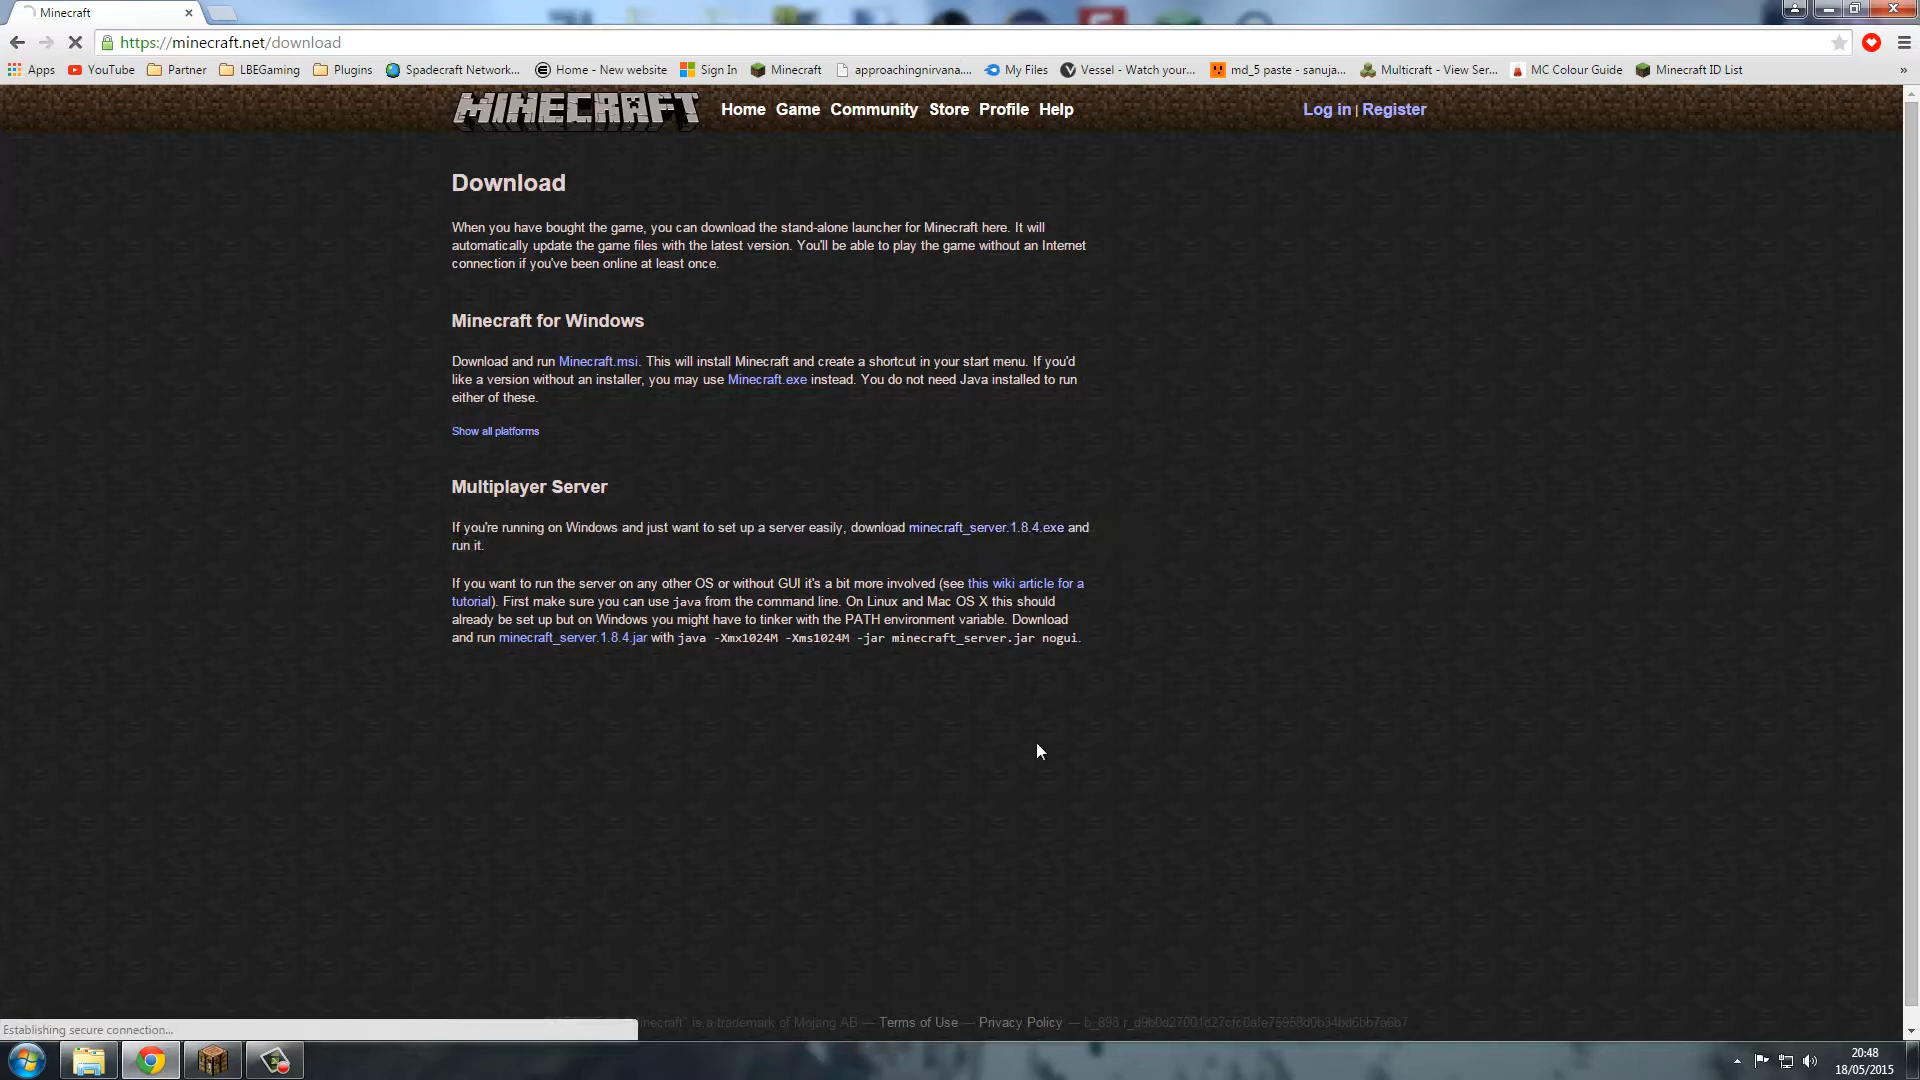 Minecraft
https://minecraft.net/download
Apps YouTube Partner LBEGaming Plugins Spadecraft Network... Home - New website Sign In Minecraft approachingnirvana.... My Files Vessel - Watch your... md_5 paste - sanuja... Multicraft - View Ser... MC Colour Guide Minecraft ID List »
MINECRAFT Home Game Community Store Profile Help Log in | Register
Download
When you have bought the game, you can download the stand-alone launcher for Minecraft here. It will
automatically update the game files with the latest version. You'll be able to play the game without an Internet
connection if you've been online at least once.
Minecraft for Windows
Download and run Minecraft.msi. This will install Minecraft and create a shortcut in your start menu. If you'd
like a version without an installer, you may use Minecraft.exe instead. You do not need Java installed to run
either of these.
Show all platforms
Multiplayer Server
If you're running on Windows and just want to set up a server easily, download minecraft_server.1.8.4.exe and
run it.
If you want to run the server on any other OS or without GUI it's a bit more involved (see this wiki article for a
tutorial). First make sure you can use java from the command line. On Linux and Mac OS X this should
already be set up but on Windows you might have to tinker with the PATH environment variable. Download
and run minecraft_server.1.8.4.jar with java -Xmx1024M -Xms1024M -jar minecraft_server.jar nogui.
is a trademark of Mojang AB — Terms of Use — Privacy Policy —
Establishing secure connection...
20:48
18/05/2015